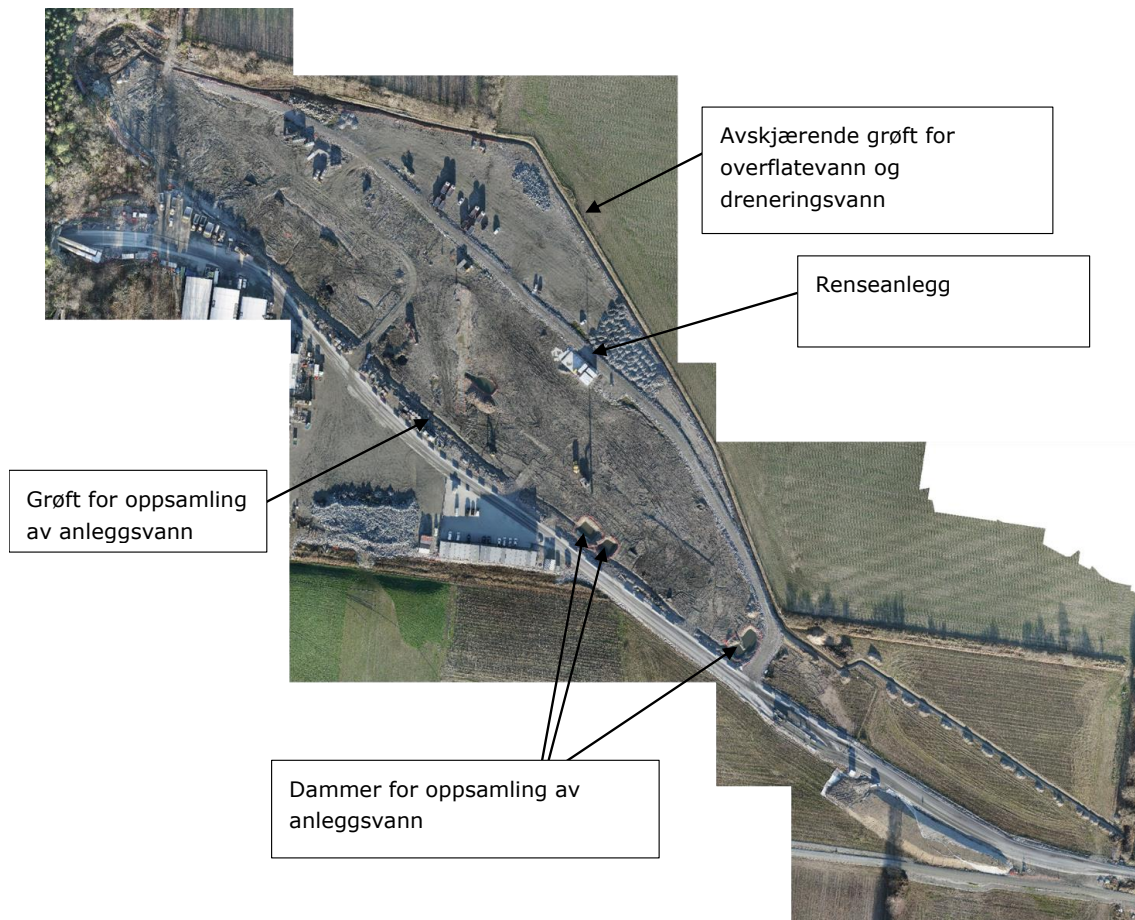 Avskjærende grøft for
overflatevann og
dreneringsvann
Renseanlegg
Grøft for oppsamling
av anleggsvann
Dammer for oppsamling av
anleggsvann